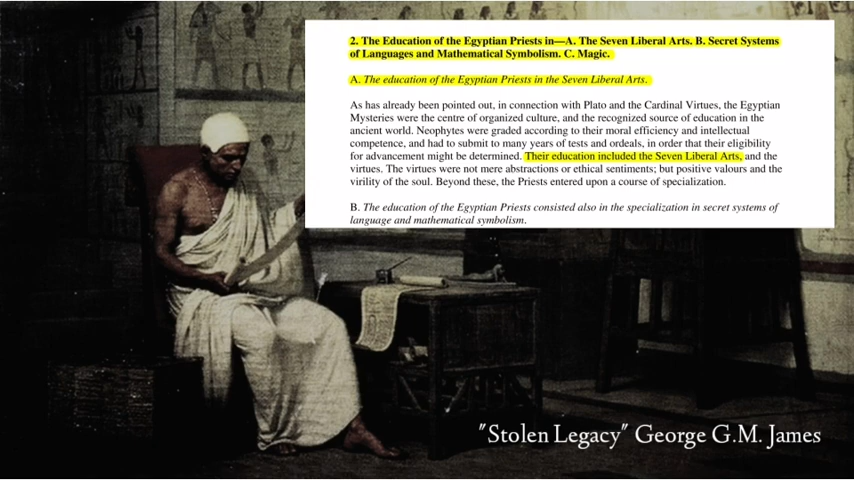 2. The Education of the Egyptian Priests in—A. The Seven Liberal Arts. B. Secret Systems
of Languages and Mathematical Symbolism. C. Magic.
A. The education of the Egyptian Priests in the Seven Liberal Arts.
As has already been pointed out, in connection with Plato and the Cardinal Virtues, the Egyptian
Mysteries were the centre of organized culture, and the recognized source of education in the
ancient world. Neophytes were graded according to their moral efficiency and intellectual
competence, and had to submit to many years of tests and ordeals, in order that their eligibility
for advancement might be determined. Their education included the Seven Liberal Arts, and the
virtues. The virtues were not mere abstractions or ethical sentiments; but positive valours and the
virility of the soul. Beyond these, the Priests entered upon a course of specialization.
B. The education of the Egyptian Priests consisted also in the specialization in secret systems of
language and mathematical symbolism.
"Stolen Legacy" George G.M. James